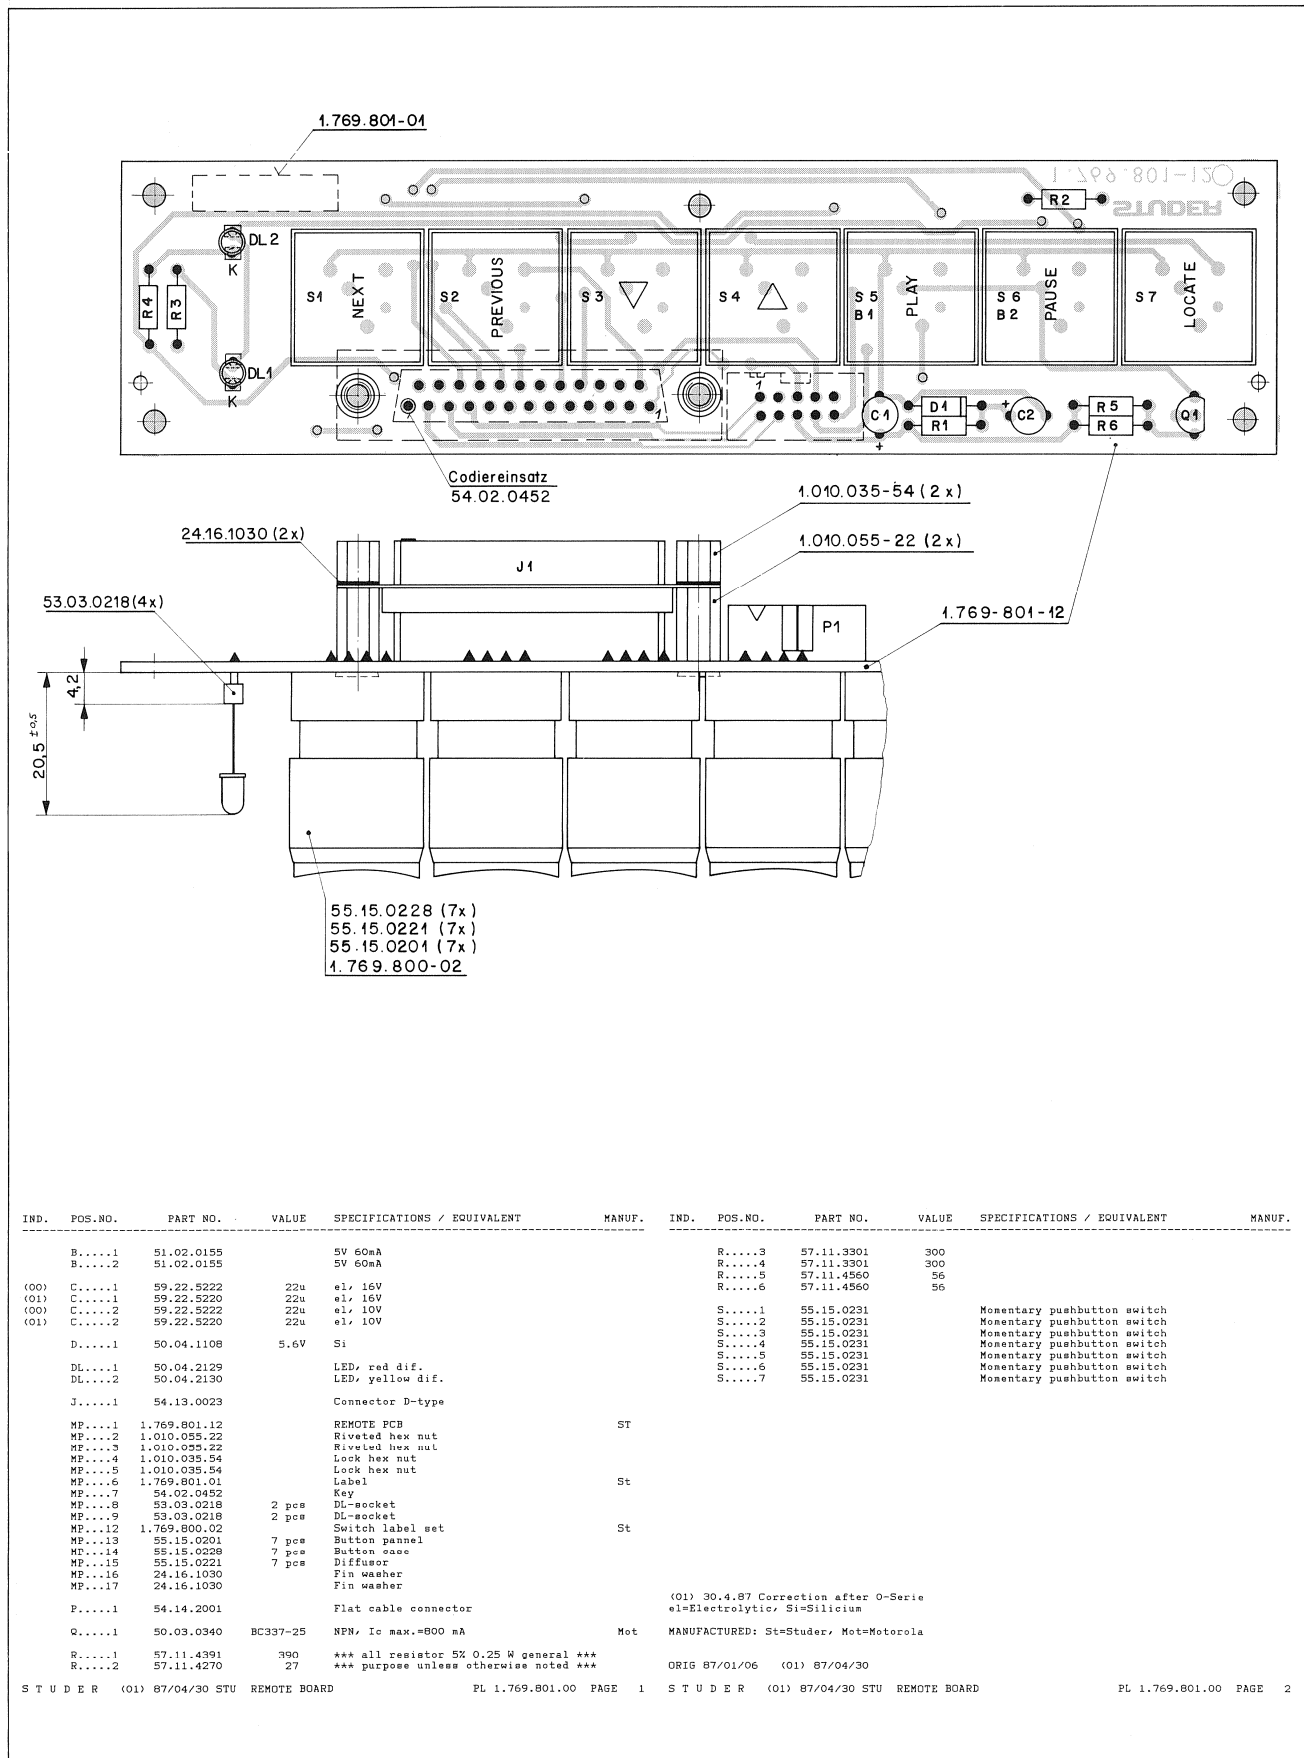 1.769.801-01
1.769.801-12
STUDER
R2
DL2
K
R4
R3
DL1
K
S1
NEXT
S2
PREVIOUS
S3
S4
S5
B1
PLAY
S6
B2
PAUSE
S7
LOCATE
1
1
1
C1
+
D1
R1
+
C2
R5
R6
Q1
Codiereinsatz
54.02.0452
1.010.035-54 (2x)
24.16.1030 (2x)
1.010.055-22 (2x)
J1
53.03.0218(4x)
1.769-801-12
P1
4,2
20,5 ±0,5
55.15.0228 (7x)
55.15.0221 (7x)
55.15.0201 (7x)
1.769.800-02
IND. POS.NO. PART NO. VALUE SPECIFICATIONS / EQUIVALENT MANUF.
B.....1 51.02.0155 5V 60mA
B.....2 51.02.0155 5V 60mA
(00) C.....1 59.22.5222 22u el, 16V
(01) C.....1 59.22.5220 22u el, 16V
(00) C.....2 59.22.5222 22u el, 10V
(01) C.....2 59.22.5220 22u el, 10V
D.....1 50.04.1108 5.6V Si
DL....1 50.04.2129 LED, red dif.
DL....2 50.04.2130 LED, yellow dif.
J.....1 54.13.0023 Connector D-type
MP....1 1.769.801.12 REMOTE PCB ST
MP....2 1.010.055.22 Riveted hex nut
MP....3 1.010.055.22 Riveted hex nut
MP....4 1.010.035.54 Lock hex nut
MP....5 1.010.035.54 Lock hex nut
MP....6 1.769.801.01 Label St
MP....7 54.02.0452 Key
MP....8 53.03.0218 2 pcs DL-socket
MP....9 53.03.0218 2 pcs DL-socket
MP...12 1.769.800.02 Switch label set St
MP...13 55.15.0201 7 pcs Button pannel
MP...14 55.15.0228 7 pcs Button case
MP...15 55.15.0221 7 pcs Diffusor
MP...16 24.16.1030 Fin washer
MP...17 24.16.1030 Fin washer
P.....1 54.14.2001 Flat cable connector
Q.....1 50.03.0340 BC337-25 NPN, Ic max.=800 mA Mot
R.....1 57.11.4391 390 *** all resistor 5% 0.25 W general ***
R.....2 57.11.4270 27 *** purpose unless otherwise noted ***
S T U D E R (01) 87/04/30 STU REMOTE BOARD PL 1.769.801.00 PAGE 1
IND. POS.NO. PART NO. VALUE SPECIFICATIONS / EQUIVALENT MANUF.
R.....3 57.11.3301 300
R.....4 57.11.3301 300
R.....5 57.11.4560 56
R.....6 57.11.4560 56
S.....1 55.15.0231 Momentary pushbutton switch
S.....2 55.15.0231 Momentary pushbutton switch
S.....3 55.15.0231 Momentary pushbutton switch
S.....4 55.15.0231 Momentary pushbutton switch
S.....5 55.15.0231 Momentary pushbutton switch
S.....6 55.15.0231 Momentary pushbutton switch
S.....7 55.15.0231 Momentary pushbutton switch
(01) 30.4.87 Correction after O-Serie
el=Electrolytic, Si=Silicium
MANUFACTURED: St=Studer, Mot=Motorola
ORIG 87/01/06 (01) 87/04/30
S T U D E R (01) 87/04/30 STU REMOTE BOARD PL 1.769.801.00 PAGE 2